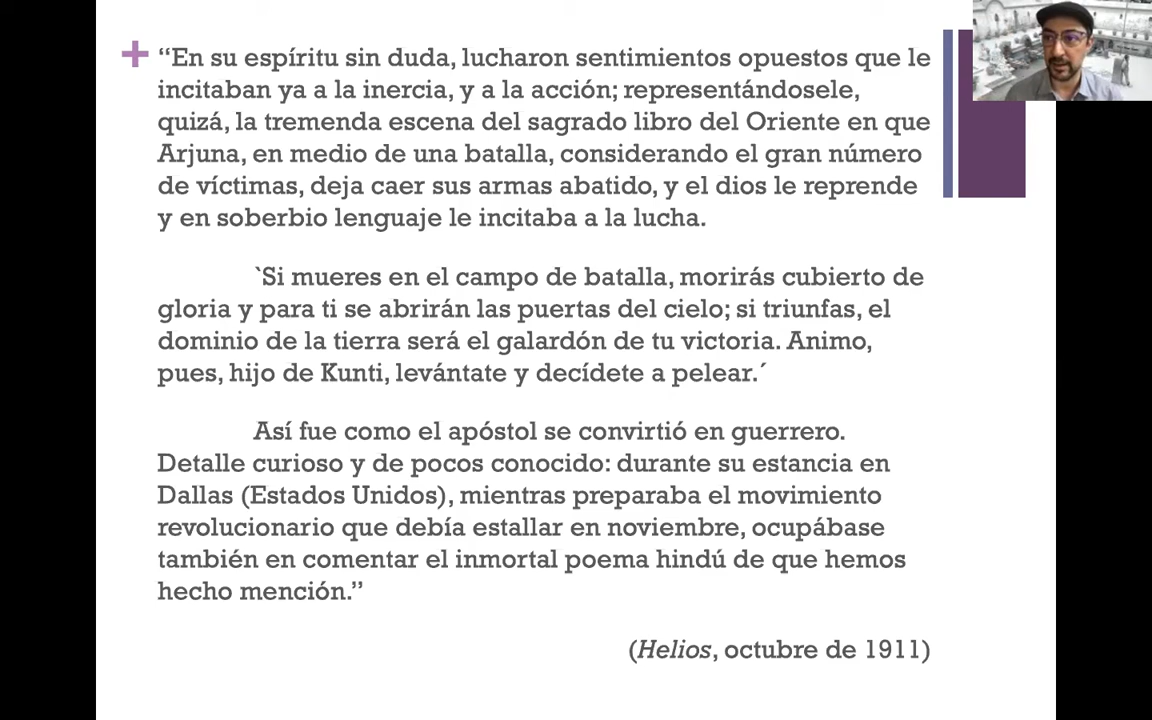 “En su espíritu sin duda, lucharon sentimientos opuestos que le
incitaban ya a la inercia, y a la acción; representándosele,
quizá, la tremenda escena del sagrado libro del Oriente en que
Arjuna, en medio de una batalla, considerando el gran número
de víctimas, deja caer sus armas abatido, y el dios le reprende
y en soberbio lenguaje le incitaba a la lucha.
`Si mueres en el campo de batalla, morirás cubierto de
gloria y para ti se abrirán las puertas del cielo; si triunfas, el
dominio de la tierra será el galardón de tu victoria. Animo,
pues, hijo de Kunti, levántate y decídete a pelear.´
Así fue como el apóstol se convirtió en guerrero.
Detalle curioso y de pocos conocido: durante su estancia en
Dallas (Estados Unidos), mientras preparaba el movimiento
revolucionario que debía estallar en noviembre, ocupábase
también en comentar el inmortal poema hindú de que hemos
hecho mención.”
(Helios, octubre de 1911)